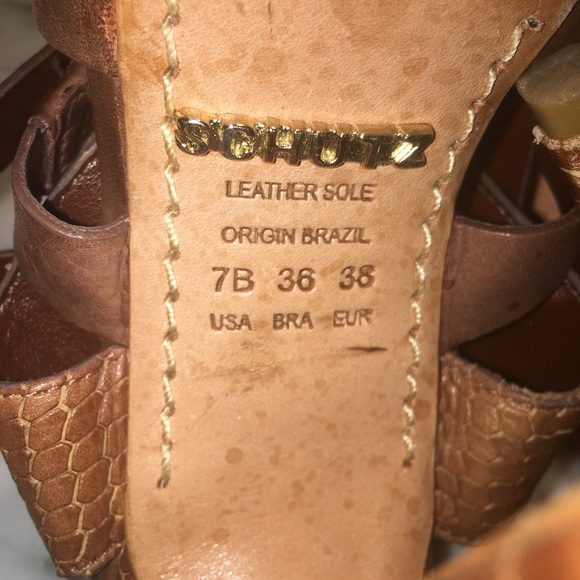 SCHUTZ
LEATHER SOLE
ORIGIN BRAZIL
7B 36 38
USA BRA EUR